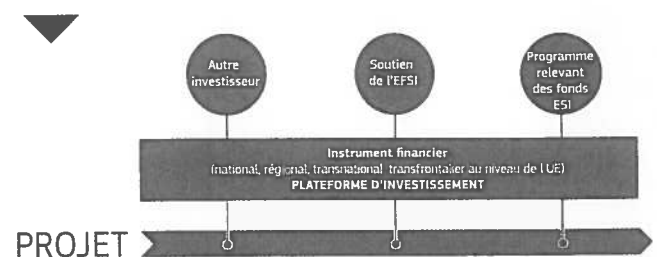 Autre
investisseur
Soutien
de l'EFSI
Programme
relevant
des fonds
ESI
Instrument financier
(national, régional, transnational, transfrontalier au niveau de l'UE)
PLATEFORME D'INVESTISSEMENT
PROJET